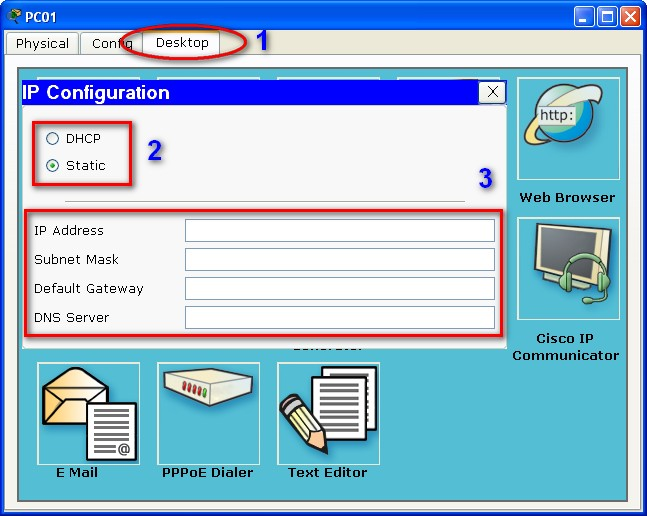 PC01
Physical Config Desktop 1
IP Configuration X
DHCP
Static
2
3
IP Address
Subnet Mask
Default Gateway
DNS Server
http:
Web Browser
Cisco IP
Communicator
@
E Mail
PPPoE Dialer
Text Editor